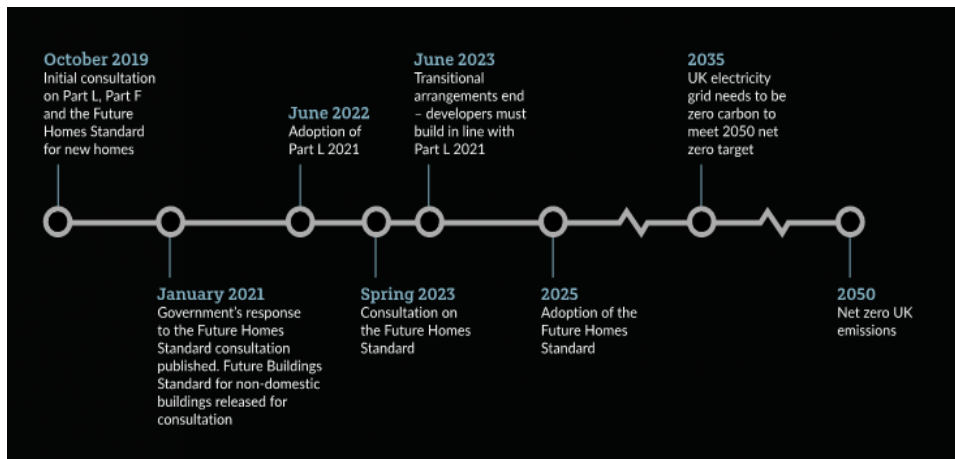 October 2019
Initial consultation
on Part L, Part F
and the Future
Homes Standard
for new homes
January 2021
Government’s response
to the Future Homes
Standard consultation
published. Future Buildings
Standard for non-domestic
buildings released for
consultation
June 2022
Adoption of
Part L 2021
Spring 2023
Consultation on
the Future Homes
Standard
June 2023
Transitional
arrangements end
– developers must
build in line with
Part L 2021
2025
Adoption of the
Future Homes
Standard
2035
UK electricity
grid needs to be
zero carbon to
meet 2050 net
zero target
2050
Net zero UK
emissions